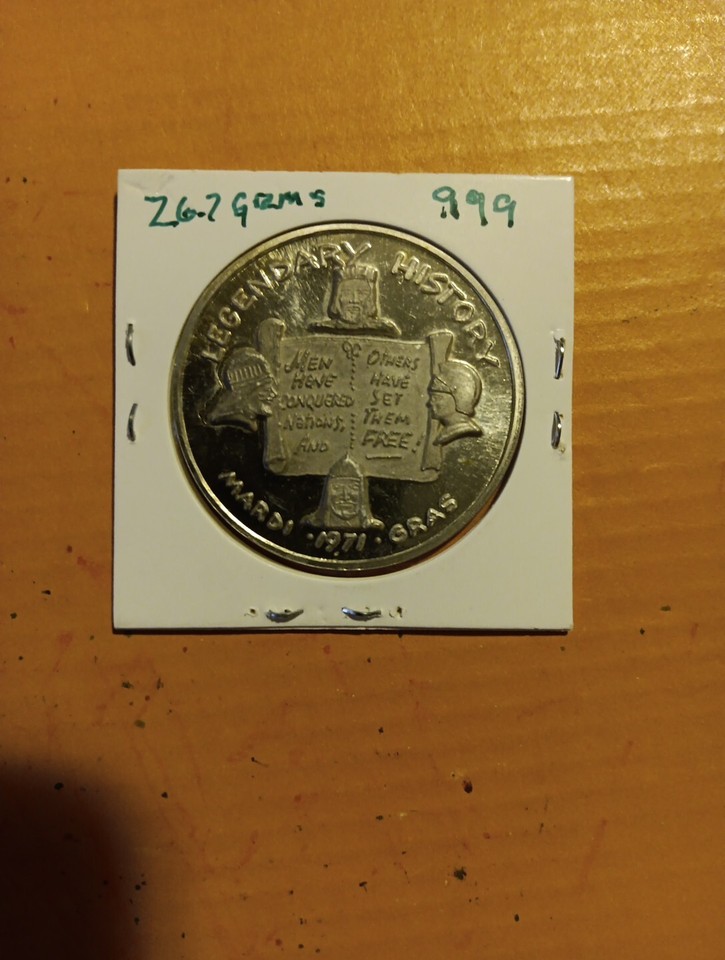 26.7 GRMS 999
LEGENDARY HISTORY
MEN
HAVE
CONQUERED
NATIONS,
AND
OTHERS
HAVE
SET
THEM
FREE!
MARDI · 1971 · GRAS